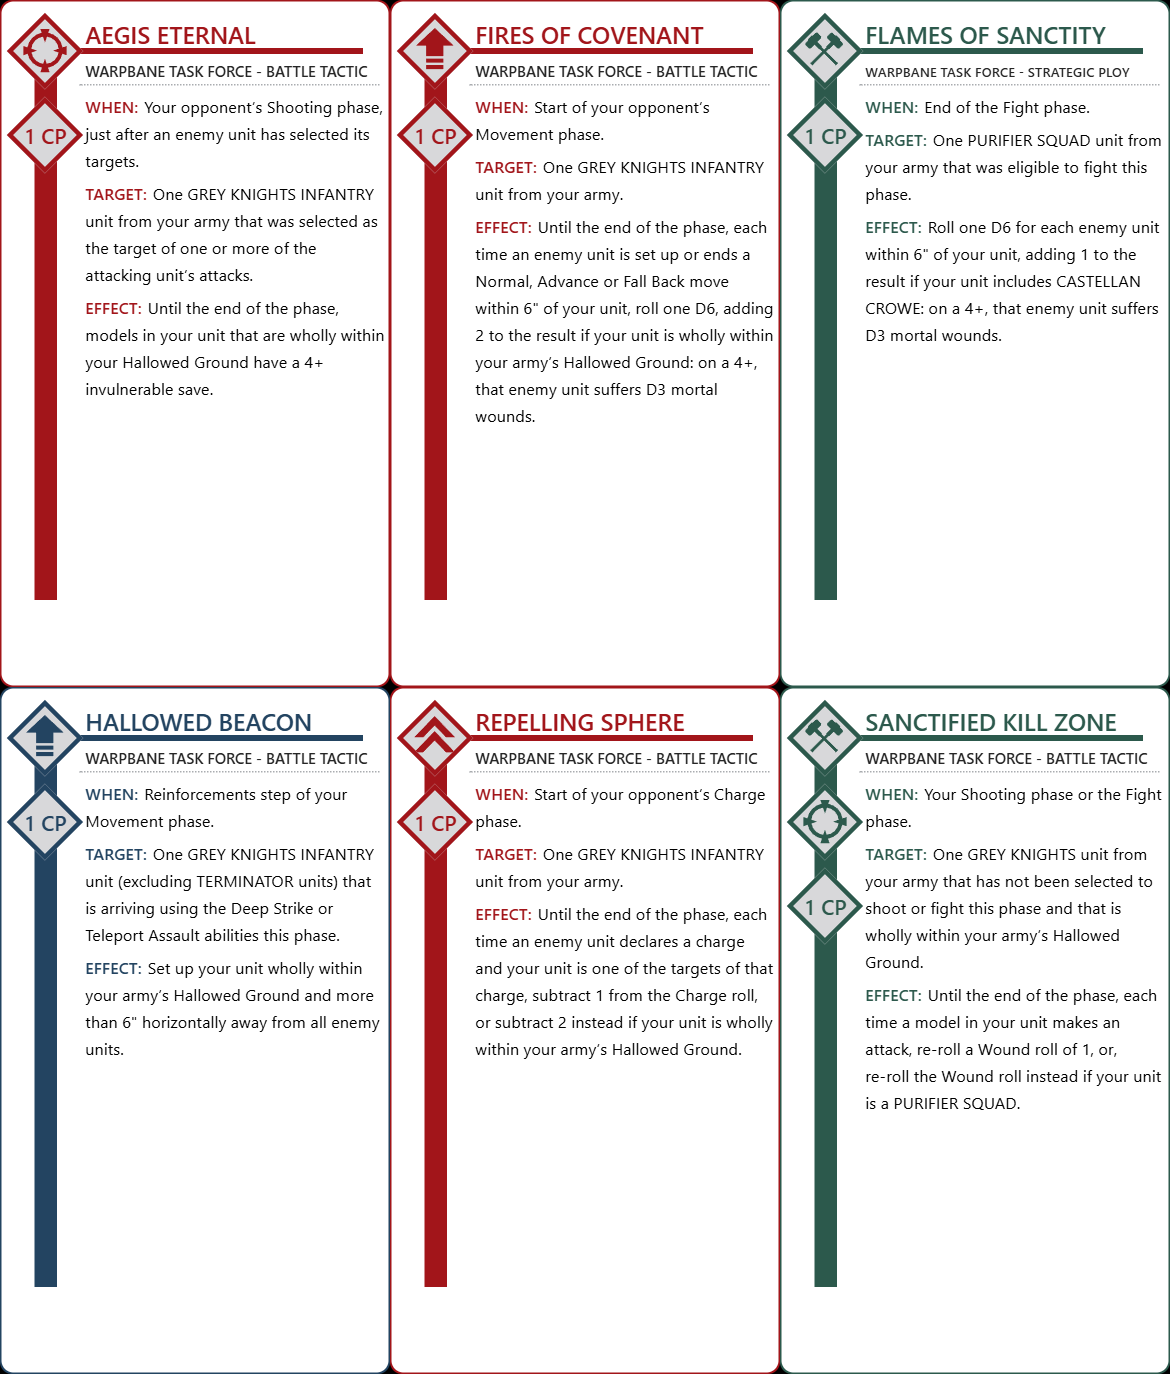 AEGIS ETERNAL
WARPBANE TASK FORCE - BATTLE TACTIC
1 CP
WHEN: Your opponent’s Shooting phase,
just after an enemy unit has selected its
targets.
TARGET: One GREY KNIGHTS INFANTRY
unit from your army that was selected as
the target of one or more of the
attacking unit’s attacks.
EFFECT: Until the end of the phase,
models in your unit that are wholly within
your Hallowed Ground have a 4+
invulnerable save.
FIRES OF COVENANT
WARPBANE TASK FORCE - BATTLE TACTIC
1 CP
WHEN: Start of your opponent’s
Movement phase.
TARGET: One GREY KNIGHTS INFANTRY
unit from your army.
EFFECT: Until the end of the phase, each
time an enemy unit is set up or ends a
Normal, Advance or Fall Back move
within 6" of your unit, roll one D6, adding
2 to the result if your unit is wholly within
your army’s Hallowed Ground: on a 4+,
that enemy unit suffers D3 mortal
wounds.
FLAMES OF SANCTITY
WARPBANE TASK FORCE - STRATEGIC PLOY
1 CP
WHEN: End of the Fight phase.
TARGET: One PURIFIER SQUAD unit from
your army that was eligible to fight this
phase.
EFFECT: Roll one D6 for each enemy unit
within 6" of your unit, adding 1 to the
result if your unit includes CASTELLAN
CROWE: on a 4+, that enemy unit suffers
D3 mortal wounds.
HALLOWED BEACON
WARPBANE TASK FORCE - BATTLE TACTIC
1 CP
WHEN: Reinforcements step of your
Movement phase.
TARGET: One GREY KNIGHTS INFANTRY
unit (excluding TERMINATOR units) that
is arriving using the Deep Strike or
Teleport Assault abilities this phase.
EFFECT: Set up your unit wholly within
your army’s Hallowed Ground and more
than 6" horizontally away from all enemy
units.
REPELLING SPHERE
WARPBANE TASK FORCE - BATTLE TACTIC
1 CP
WHEN: Start of your opponent’s Charge
phase.
TARGET: One GREY KNIGHTS INFANTRY
unit from your army.
EFFECT: Until the end of the phase, each
time an enemy unit declares a charge
and your unit is one of the targets of that
charge, subtract 1 from the Charge roll,
or subtract 2 instead if your unit is wholly
within your army’s Hallowed Ground.
SANCTIFIED KILL ZONE
WARPBANE TASK FORCE - BATTLE TACTIC
1 CP
WHEN: Your Shooting phase or the Fight
phase.
TARGET: One GREY KNIGHTS unit from
your army that has not been selected to
shoot or fight this phase and that is
wholly within your army’s Hallowed
Ground.
EFFECT: Until the end of the phase, each
time a model in your unit makes an
attack, re-roll a Wound roll of 1, or,
re-roll the Wound roll instead if your unit
is a PURIFIER SQUAD.